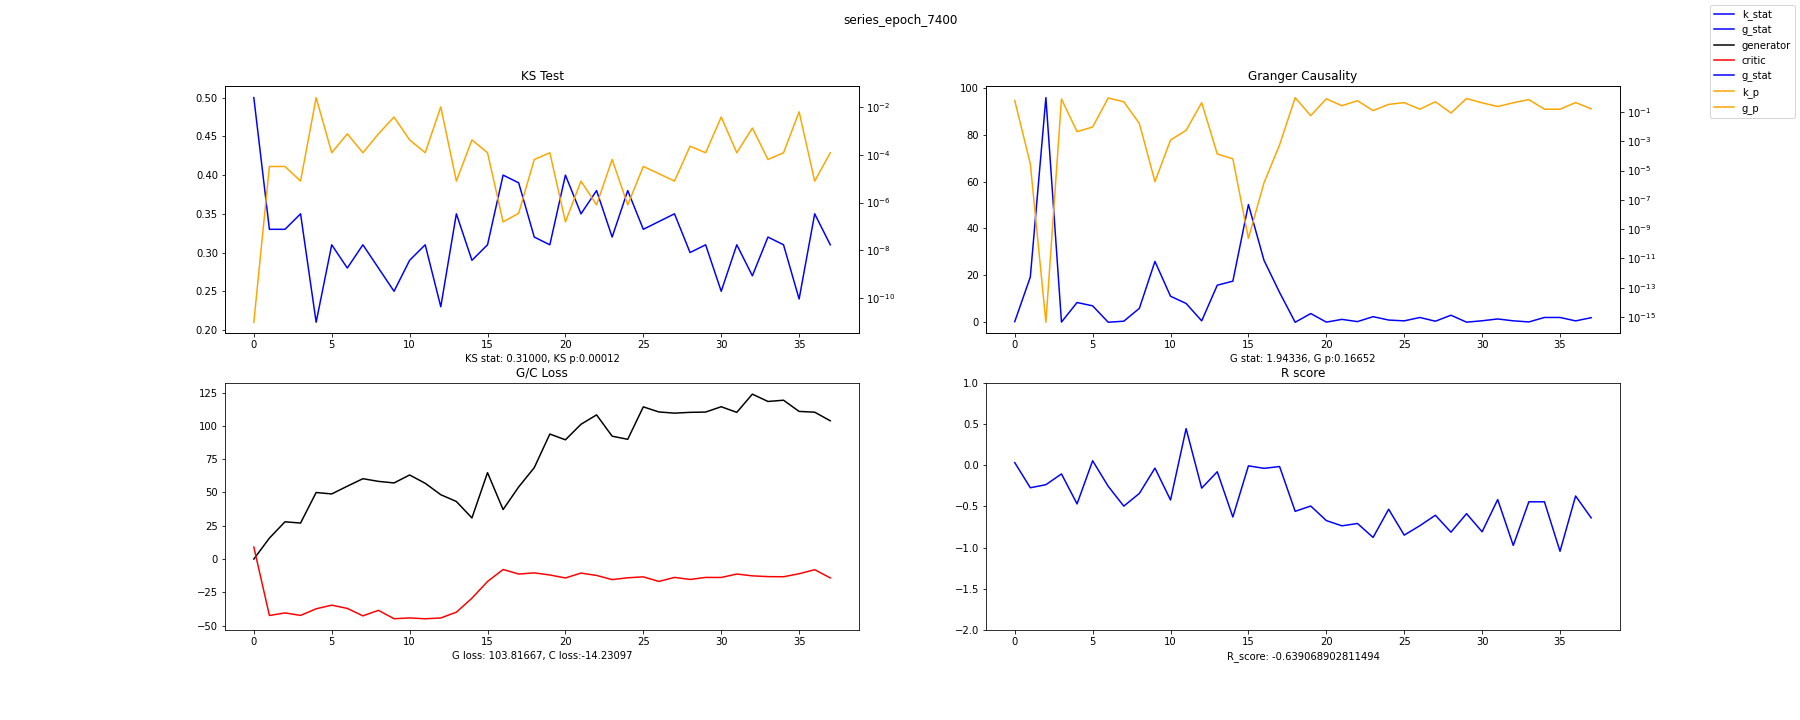 series_epoch_7400
k_stat
g_stat
generator
critic
g_stat
k_p
g_p
KS Test
0.50
0.45
0.40
0.35
0.30
0.25
0.20
10^-2
10^-4
10^-6
10^-8
10^-10
0 5 10 15 20 25 30 35
KS stat: 0.31000, KS p:0.00012
Granger Causality
100
80
60
40
20
0
10^-1
10^-3
10^-5
10^-7
10^-9
10^-11
10^-13
10^-15
0 5 10 15 20 25 30 35
G stat: 1.94336, G p:0.16652
G/C Loss
125
100
75
50
25
0
−25
−50
0 5 10 15 20 25 30 35
G loss: 103.81667, C loss:-14.23097
R score
1.0
0.5
0.0
−0.5
−1.0
−1.5
−2.0
0 5 10 15 20 25 30 35
R_score: -0.639068902811494